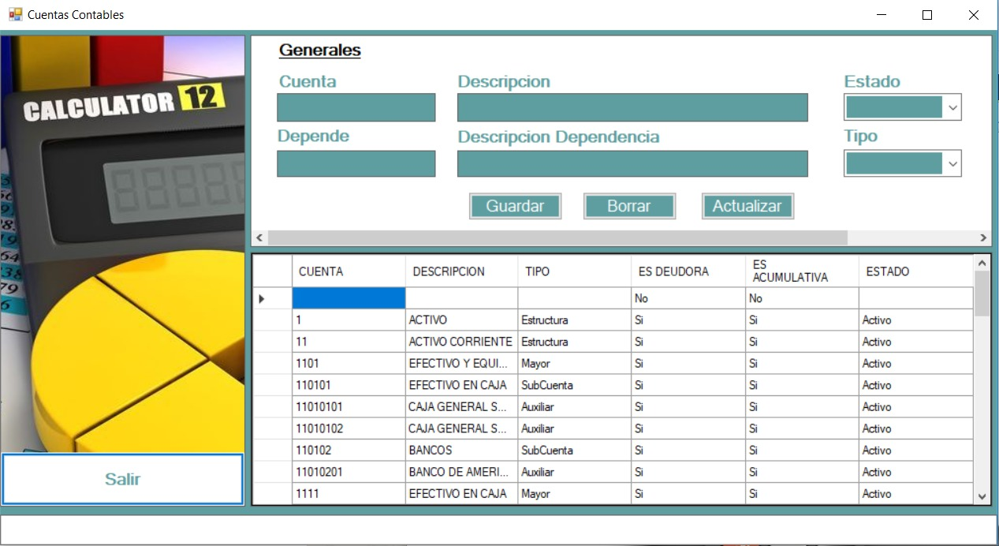 Cuentas Contables
CALCULATOR 12
Generales
Cuenta Descripcion Estado
Depende Descripcion Dependencia Tipo
Guardar Borrar Actualizar
CUENTA DESCRIPCION TIPO ES DEUDORA ES ACUMULATIVA ESTADO
No No
1 ACTIVO Estructura Si Si Activo
11 ACTIVO CORRIENTE Estructura Si Si Activo
1101 EFECTIVO Y EQUI... Mayor Si Si Activo
110101 EFECTIVO EN CAJA SubCuenta Si Si Activo
11010101 CAJA GENERAL S... Auxiliar Si Si Activo
11010102 CAJA GENERAL S... Auxiliar Si Si Activo
110102 BANCOS SubCuenta Si Si Activo
11010201 BANCO DE AMERI... Auxiliar Si Si Activo
1111 EFECTIVO EN CAJA Mayor Si Si Activo
Salir